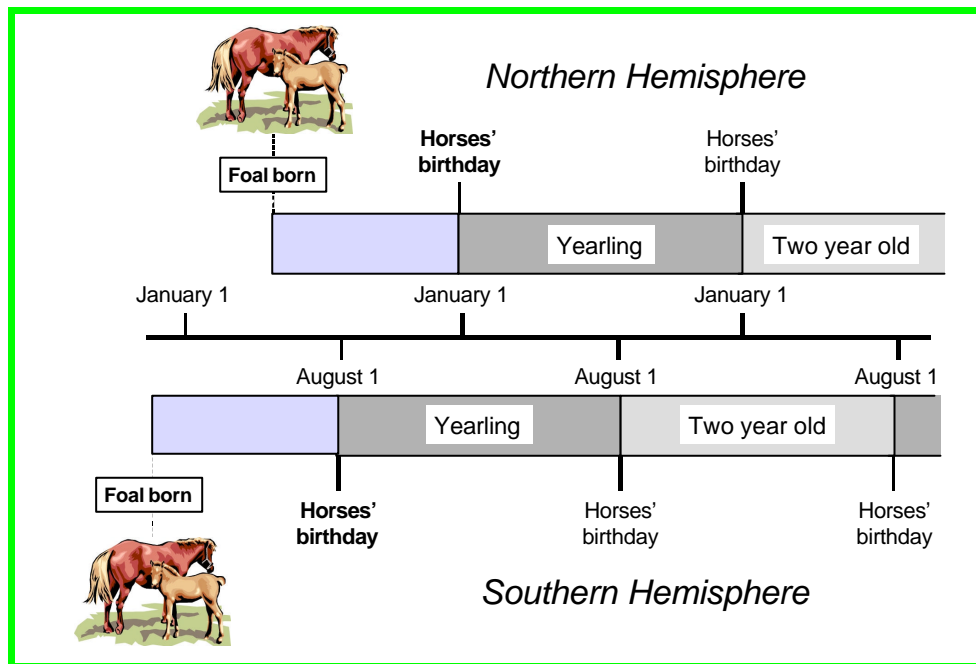 Northern Hemisphere
Horses’
birthday
Horses’
birthday
Foal born
Yearling
Two year old
January 1
January 1
January 1
August 1
August 1
August 1
Yearling
Two year old
Foal born
Horses’
birthday
Horses’
birthday
Horses’
birthday
Southern Hemisphere